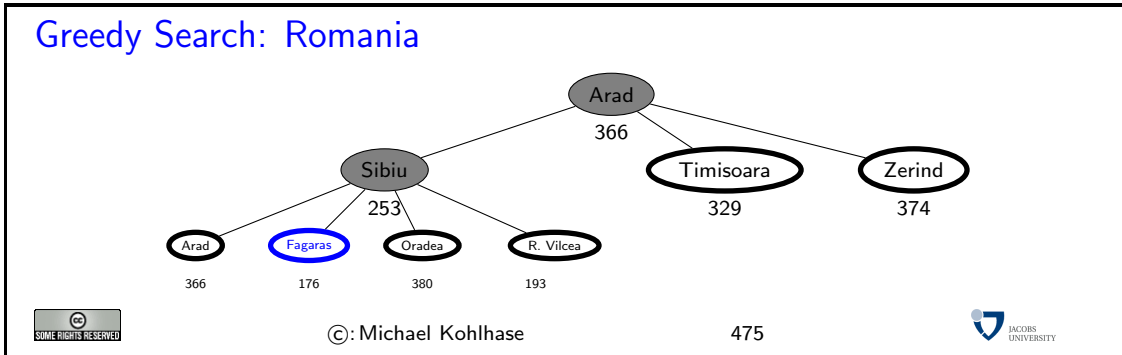 Greedy Search: Romania
Arad
366
Sibiu
Timisoara
Zerind
253
329
374
Arad
Fagaras
Oradea
R. Vilcea
366
176
380
193
cc
SOME RIGHTS RESERVED
©: Michael Kohlhase
475
JACOBS
UNIVERSITY